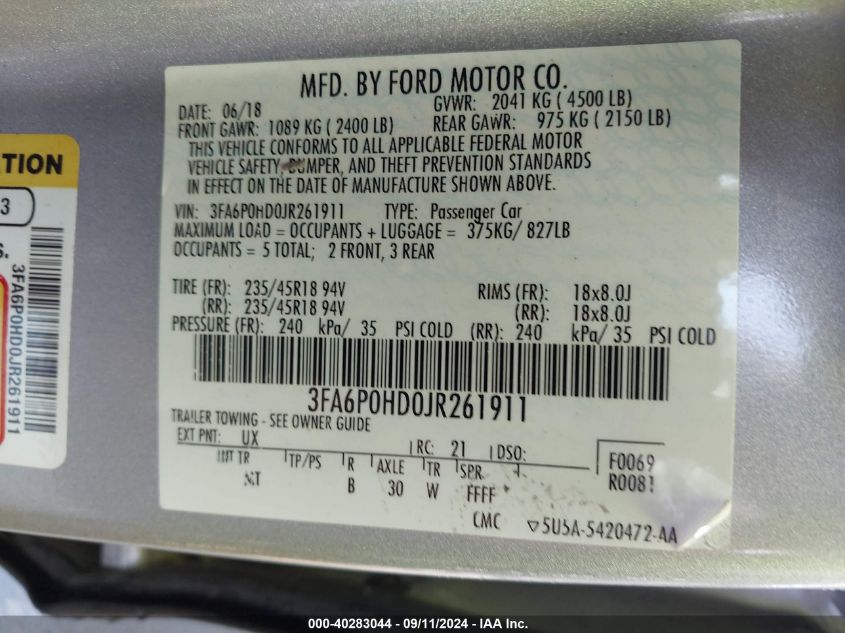 MFD. BY FORD MOTOR CO.
DATE: 06/18 GVWR: 2041 KG ( 4500 LB)
FRONT GAWR: 1089 KG ( 2400 LB) REAR GAWR: 975 KG ( 2150 LB)
THIS VEHICLE CONFORMS TO ALL APPLICABLE FEDERAL MOTOR
VEHICLE SAFETY, BUMPER, AND THEFT PREVENTION STANDARDS
IN EFFECT ON THE DATE OF MANUFACTURE SHOWN ABOVE.
VIN: 3FA6P0HD0JR261911 TYPE: Passenger Car
MAXIMUM LOAD = OCCUPANTS + LUGGAGE = 375KG/ 827LB
OCCUPANTS = 5 TOTAL; 2 FRONT, 3 REAR
TIRE (FR): 235/45R18 94V RIMS (FR): 18x8.0J
(RR): 235/45R18 94V (RR): 18x8.0J
PRESSURE (FR): 240 kPa/ 35 PSI COLD (RR): 240 kPa/ 35 PSI COLD
3FA6P0HD0JR261911
TRAILER TOWING - SEE OWNER GUIDE
EXT PNT: UX RC: 21 DSO:
INT TR TP/PS R AXLE TR SPR F0069
B 30 W FFFF R0081
CMC ▽5U5A-5420472-AA
ATION
3
S.
3FA6P0HD0JR261911
000-40283044 - 09/11/2024 - IAA Inc.